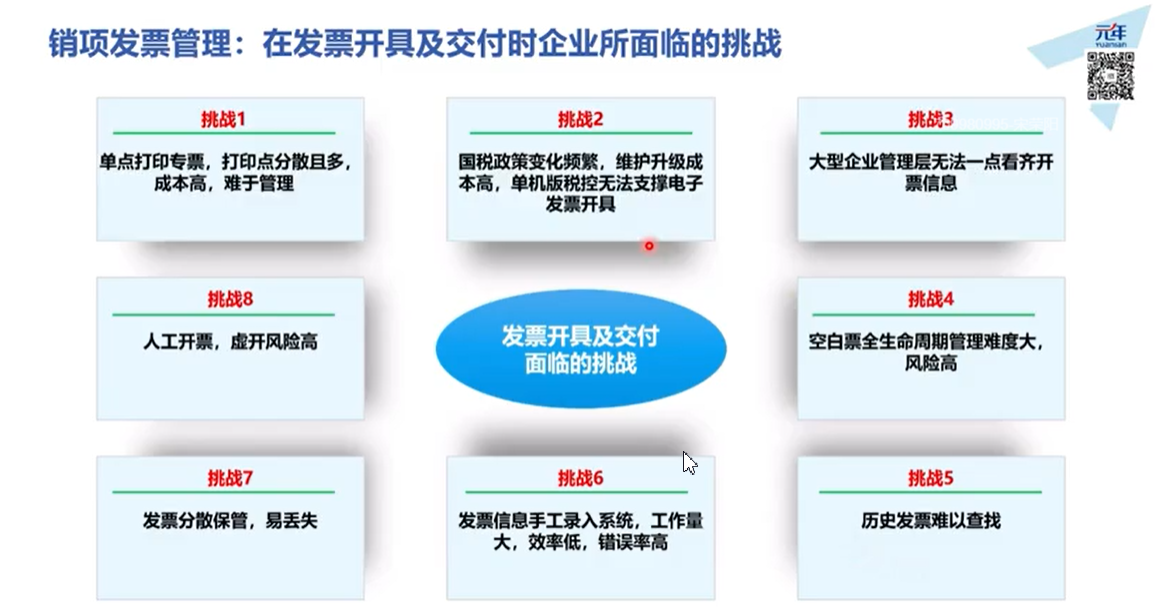 销项发票管理：在发票开具及交付时企业所面临的挑战
元年
yuanian
挑战1
单点打印专票，打印点分散且多，
成本高，难于管理
挑战2
国税政策变化频繁，维护升级成
本高，单机版税控无法支撑电子
发票开具
挑战3
大型企业管理层无法一点看齐开
票信息
挑战8
人工开票，虚开风险高
发票开具及交付
面临的挑战
挑战4
空白票全生命周期管理难度大，
风险高
挑战7
发票分散保管，易丢失
挑战6
发票信息手工录入系统，工作量
大，效率低，错误率高
挑战5
历史发票难以查找